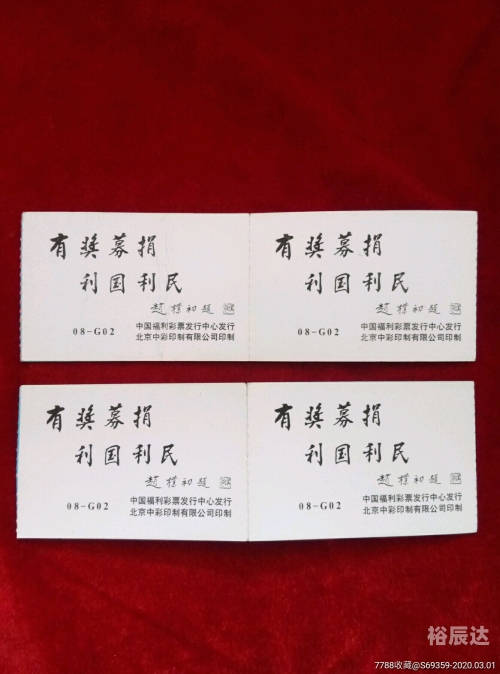 有奖募捐
利国利民
赵朴初题
08-G02
中国福利彩票发行中心发行
北京中彩印制有限公司印制
有奖募捐
利国利民
赵朴初题
08-G02
中国福利彩票发行中心发行
北京中彩印制有限公司印制
有奖募捐
利国利民
赵朴初题
08-G02
中国福利彩票发行中心发行
北京中彩印制有限公司印制
有奖募捐
利国利民
赵朴初题
08-G02
中国福利彩票发行中心发行
北京中彩印制有限公司印制
裕辰达
7788收藏@S69359-2020.03.01